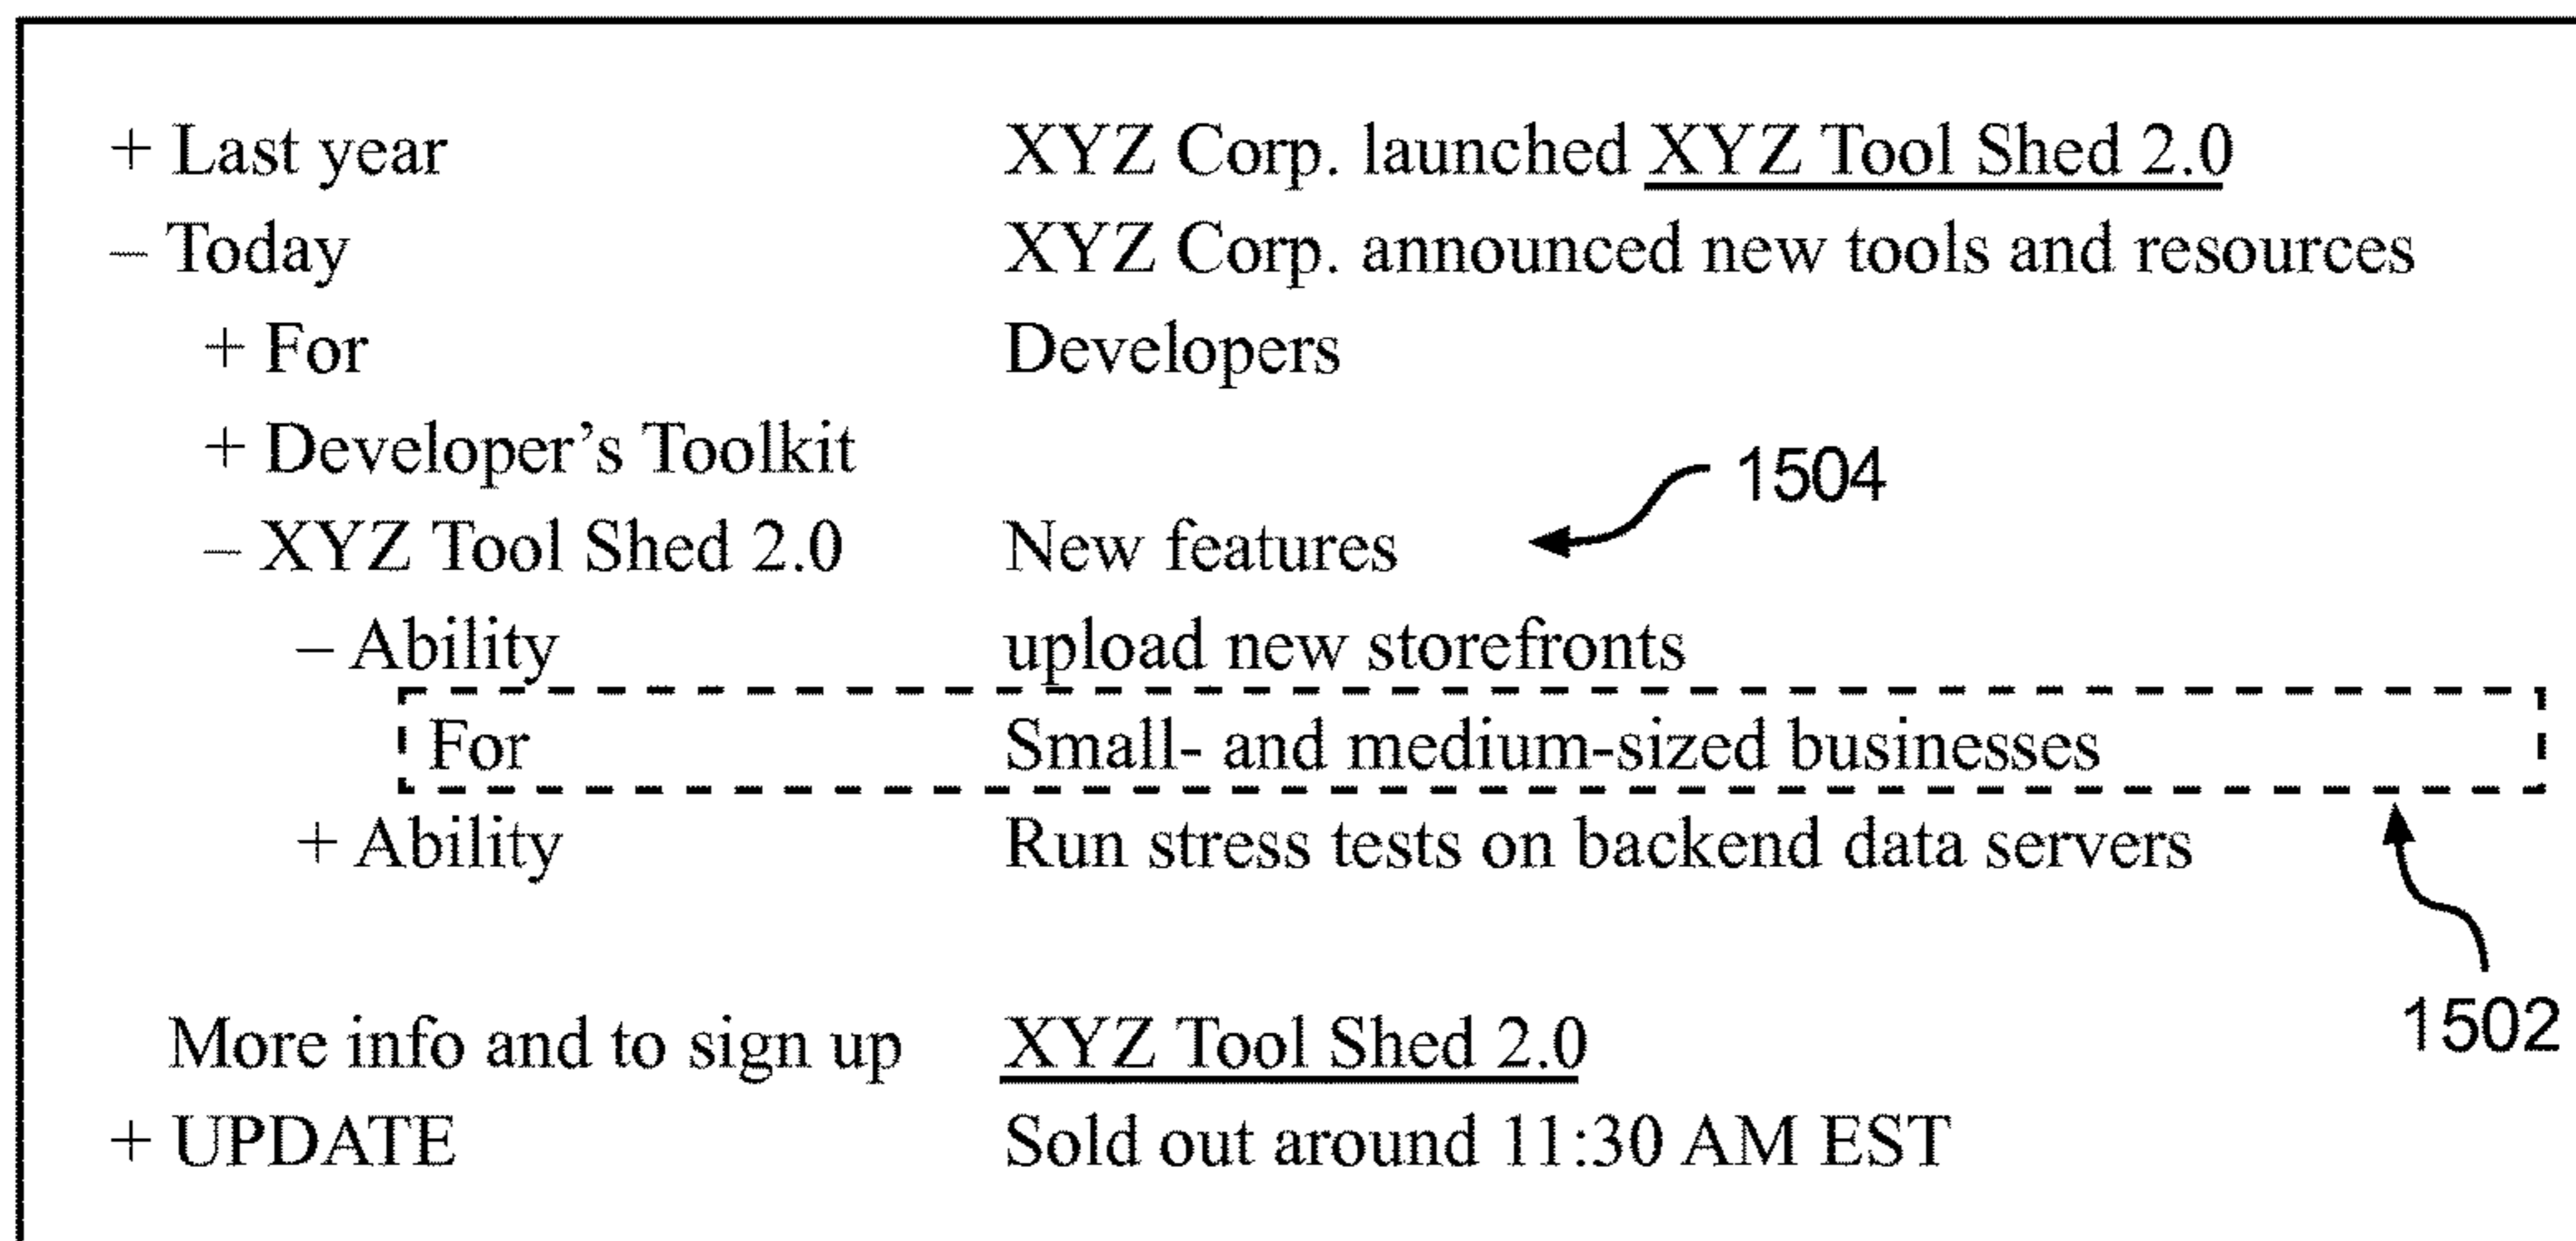 + Last year XYZ Corp. launched XYZ Tool Shed 2.0
– Today XYZ Corp. announced new tools and resources
+ For Developers
+ Developer’s Toolkit
1504
– XYZ Tool Shed 2.0 New features
– Ability upload new storefronts
For Small- and medium-sized businesses
+ Ability Run stress tests on backend data servers
1502
More info and to sign up XYZ Tool Shed 2.0
+ UPDATE Sold out around 11:30 AM EST